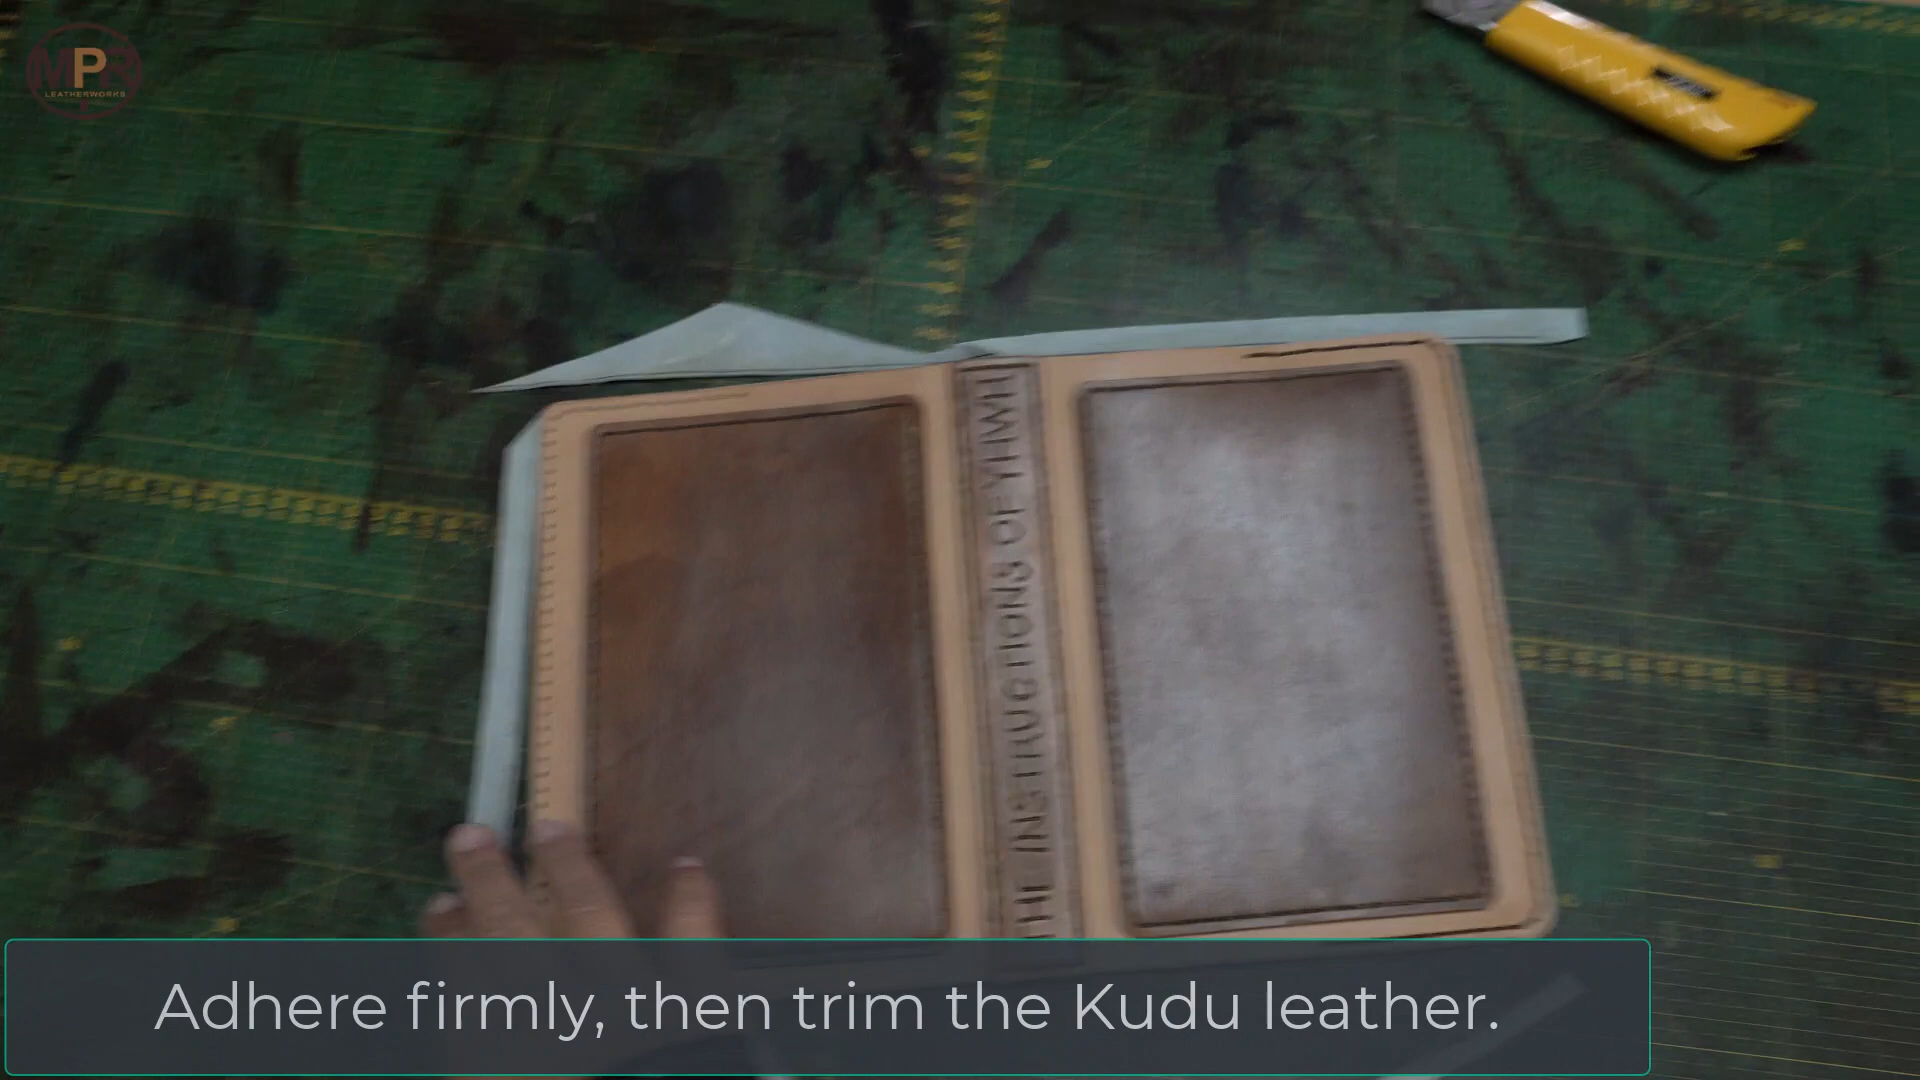 MPR
LEATHERWORKS
THE INSTRUCTIONS OF YHWH
Adhere firmly, then trim the Kudu leather.